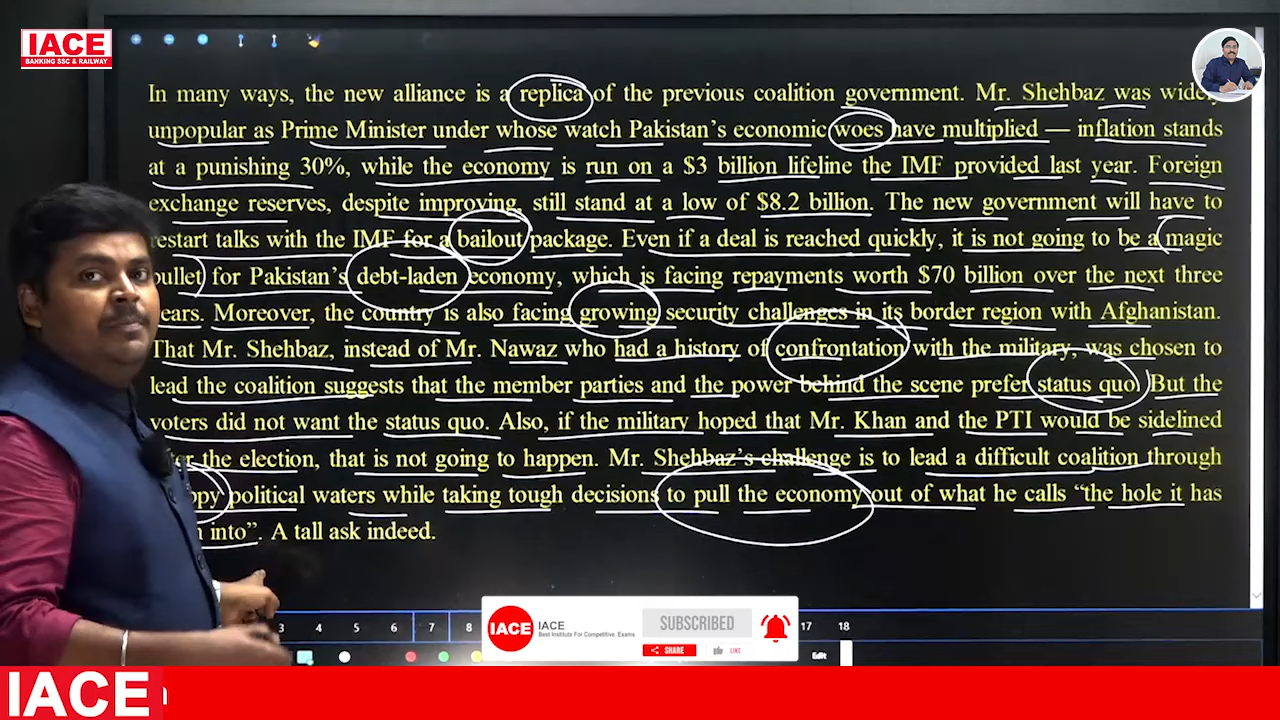 IACE
BANKING SSC & RAILWAY
In many ways, the new alliance is a replica of the previous coalition government. Mr. Shehbaz was widely
unpopular as Prime Minister under whose watch Pakistan's economic woes have multiplied — inflation stands
at a punishing 30%, while the economy is run on a $3 billion lifeline the IMF provided last year. Foreign
exchange reserves, despite improving, still stand at a low of $8.2 billion. The new government will have to
restart talks with the IMF for a bailout package. Even if a deal is reached quickly, it is not going to be a magic
bullet for Pakistan's debt-laden economy, which is facing repayments worth $70 billion over the next three
years. Moreover, the country is also facing growing security challenges in its border region with Afghanistan.
That Mr. Shehbaz, instead of Mr. Nawaz who had a history of confrontation with the military, was chosen to
lead the coalition suggests that the member parties and the power behind the scene prefer status quo. But the
voters did not want the status quo. Also, if the military hoped that Mr. Khan and the PTI would be sidelined
the election, that is not going to happen. Mr. Shehbaz's challenge is to lead a difficult coalition through
political waters while taking tough decisions to pull the economy out of what he calls “the hole it has
into”. A tall ask indeed.
3 4 5 6 7 8 17 18
IACE
IACE
Best Institute For Competitive Exams
SUBSCRIBED
SHARE
LIKE
Edit
IACE